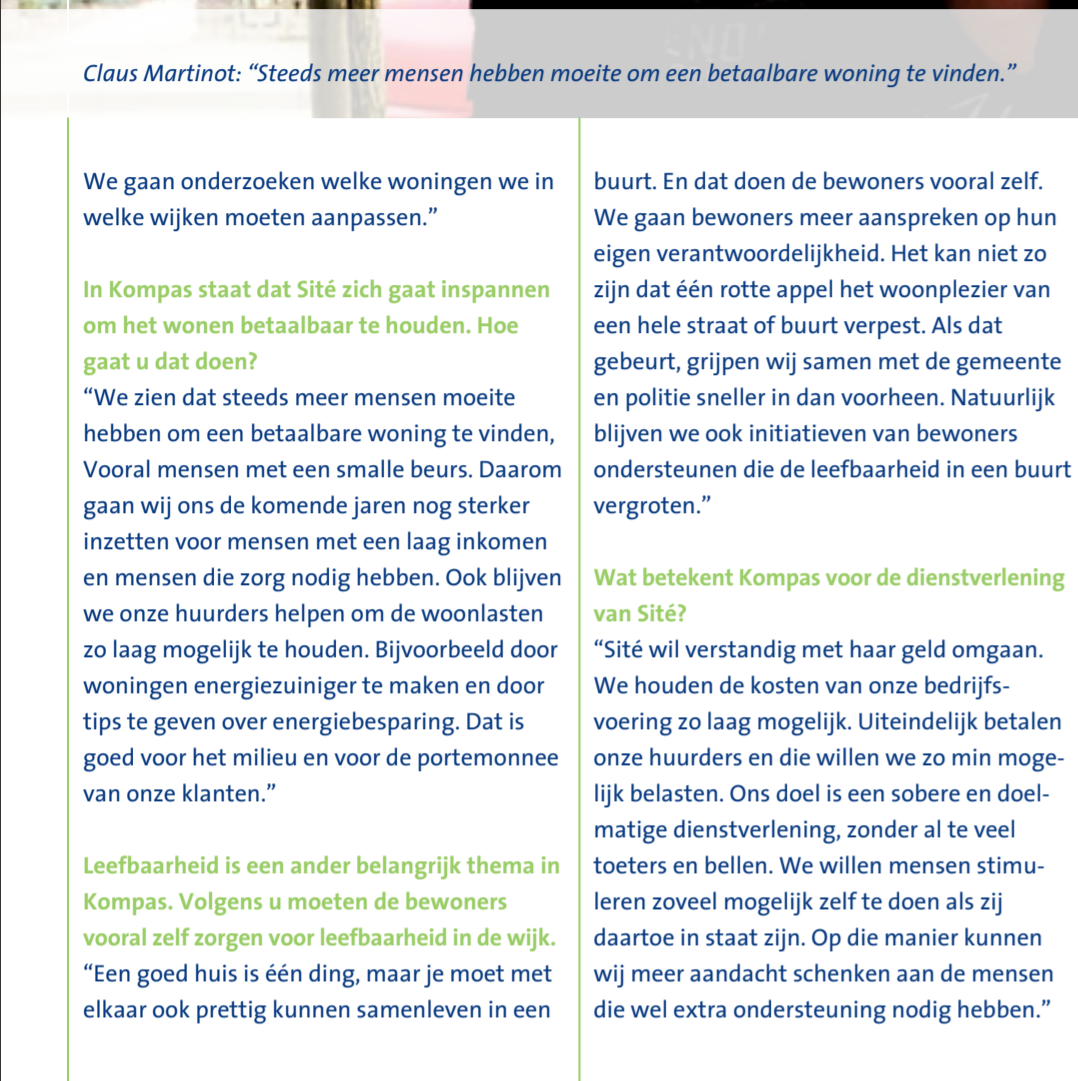 Claus Martinot: “Steeds meer mensen hebben moeite om een betaalbare woning te vinden.”
We gaan onderzoeken welke woningen we in
welke wijken moeten aanpassen.”
In Kompas staat dat Sité zich gaat inspannen
om het wonen betaalbaar te houden. Hoe
gaat u dat doen?
“We zien dat steeds meer mensen moeite
hebben om een betaalbare woning te vinden,
Vooral mensen met een smalle beurs. Daarom
gaan wij ons de komende jaren nog sterker
inzetten voor mensen met een laag inkomen
en mensen die zorg nodig hebben. Ook blijven
we onze huurders helpen om de woonlasten
zo laag mogelijk te houden. Bijvoorbeeld door
woningen energiezuiniger te maken en door
tips te geven over energiebesparing. Dat is
goed voor het milieu en voor de portemonnee
van onze klanten.”
Leefbaarheid is een ander belangrijk thema in
Kompas. Volgens u moeten de bewoners
vooral zelf zorgen voor leefbaarheid in de wijk.
“Een goed huis is één ding, maar je moet met
elkaar ook prettig kunnen samenleven in een
buurt. En dat doen de bewoners vooral zelf.
We gaan bewoners meer aanspreken op hun
eigen verantwoordelijkheid. Het kan niet zo
zijn dat één rotte appel het woonplezier van
een hele straat of buurt verpest. Als dat
gebeurt, grijpen wij samen met de gemeente
en politie sneller in dan voorheen. Natuurlijk
blijven we ook initiatieven van bewoners
ondersteunen die de leefbaarheid in een buurt
vergroten.”
Wat betekent Kompas voor de dienstverlening
van Sité?
“Sité wil verstandig met haar geld omgaan.
We houden de kosten van onze bedrijfs-
voering zo laag mogelijk. Uiteindelijk betalen
onze huurders en die willen we zo min moge-
lijk belasten. Ons doel is een sobere en doel-
matige dienstverlening, zonder al te veel
toeters en bellen. We willen mensen stimu-
leren zoveel mogelijk zelf te doen als zij
daartoe in staat zijn. Op die manier kunnen
wij meer aandacht schenken aan de mensen
die wel extra ondersteuning nodig hebben.”